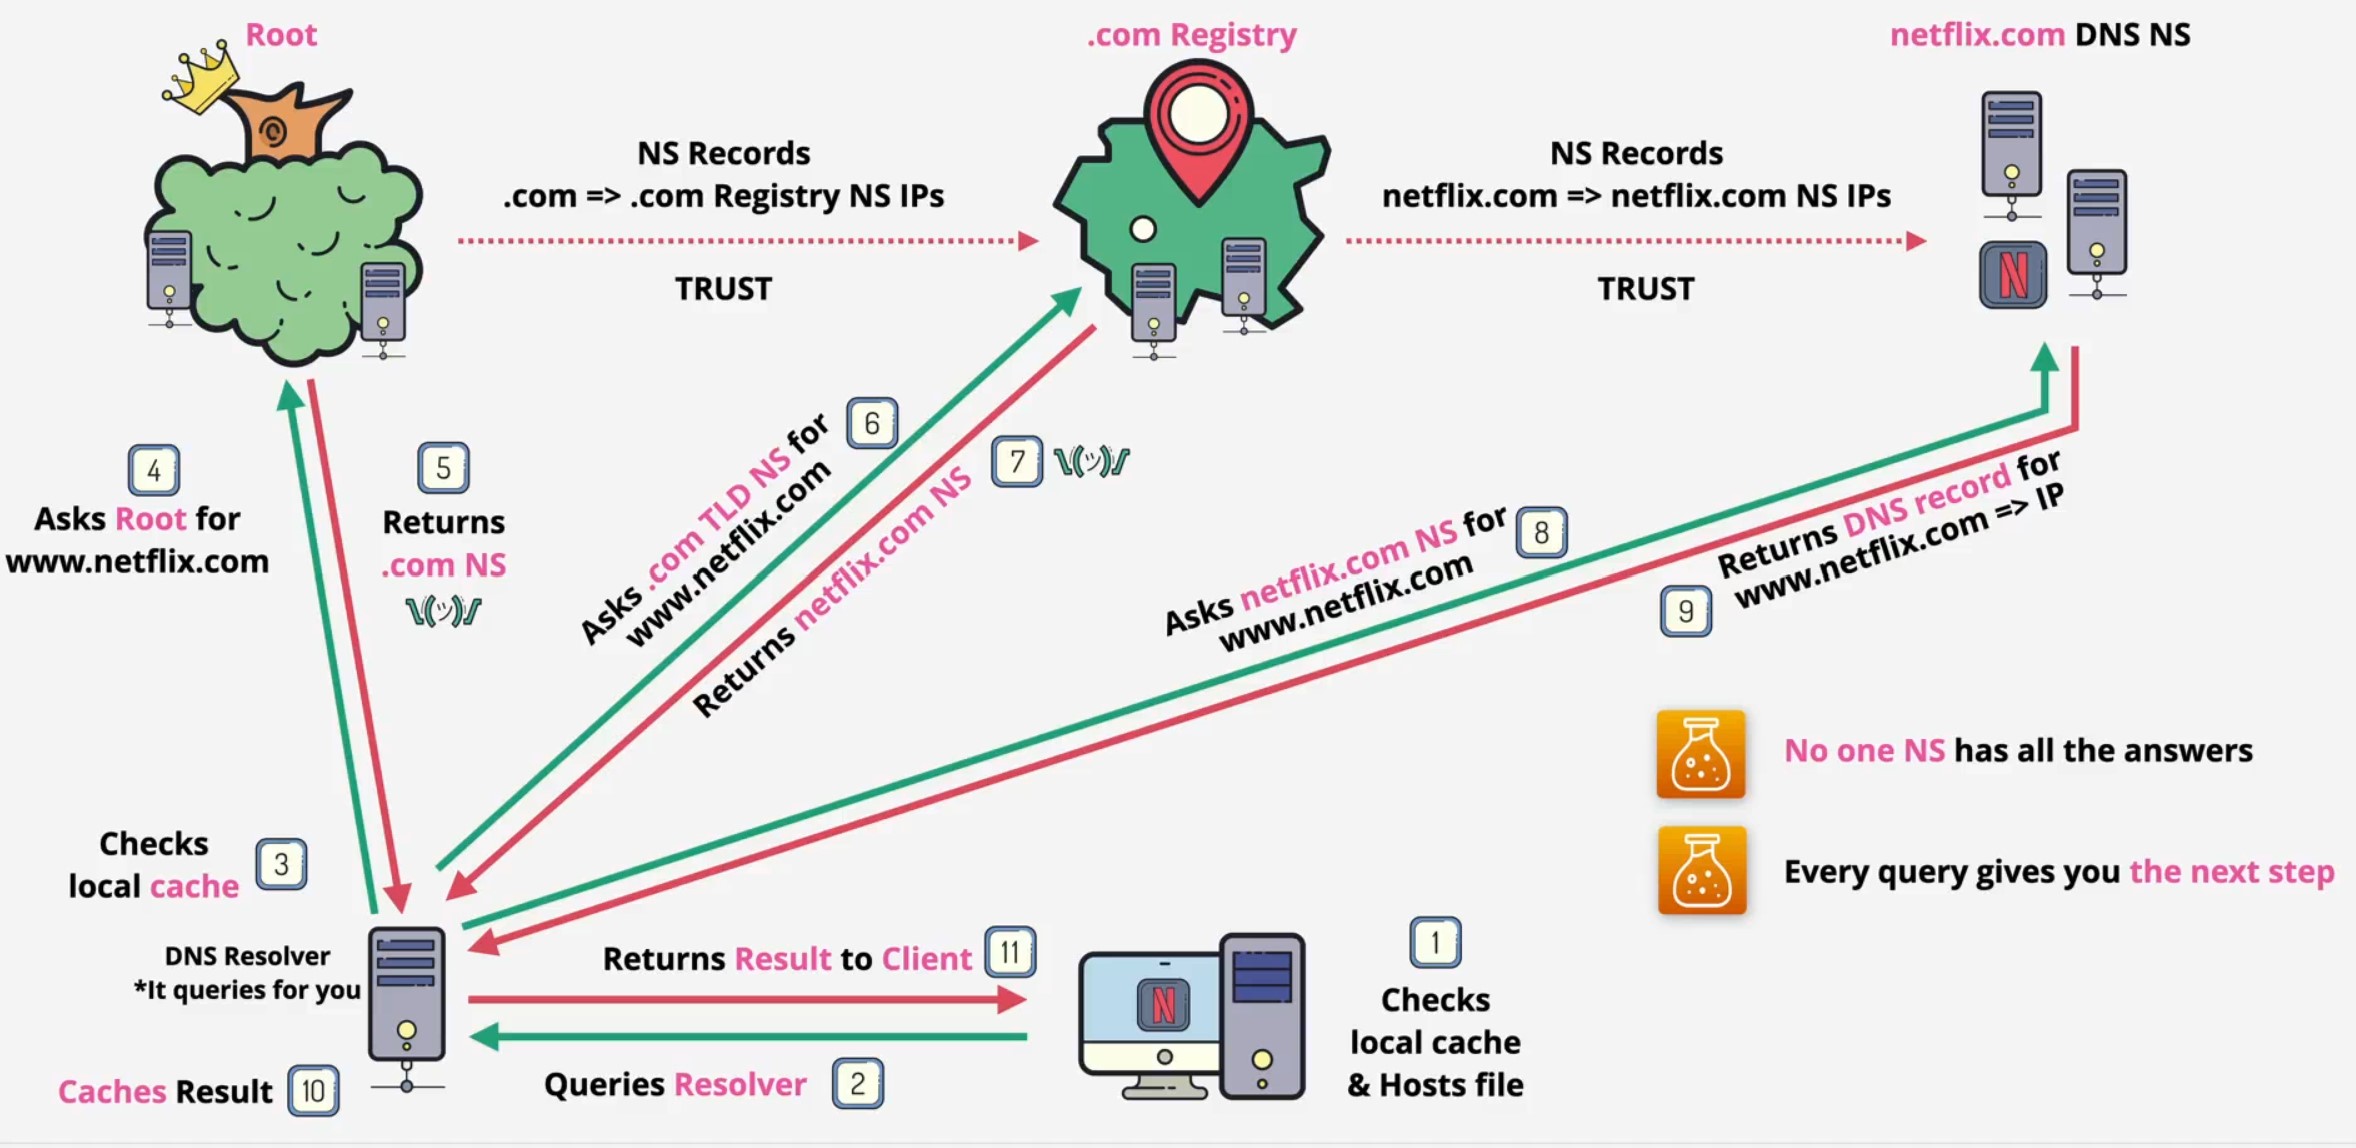 Root
.com Registry
netflix.com DNS NS
NS Records
.com => .com Registry NS IPs
TRUST
NS Records
netflix.com => netflix.com NS IPs
TRUST
N
4
Asks Root for
www.netflix.com
5
Returns
.com NS
\(ツ)/
6
Asks .com TLD NS for
www.netflix.com
7
\(ツ)/
Returns netflix.com NS
8
Asks netflix.com NS for
www.netflix.com
9
Returns DNS record for
www.netflix.com => IP
No one NS has all the answers
Every query gives you the next step
Checks
local cache
3
DNS Resolver
*It queries for you
Caches Result
10
Returns Result to Client
11
Queries Resolver
2
N
1
Checks
local cache
& Hosts file